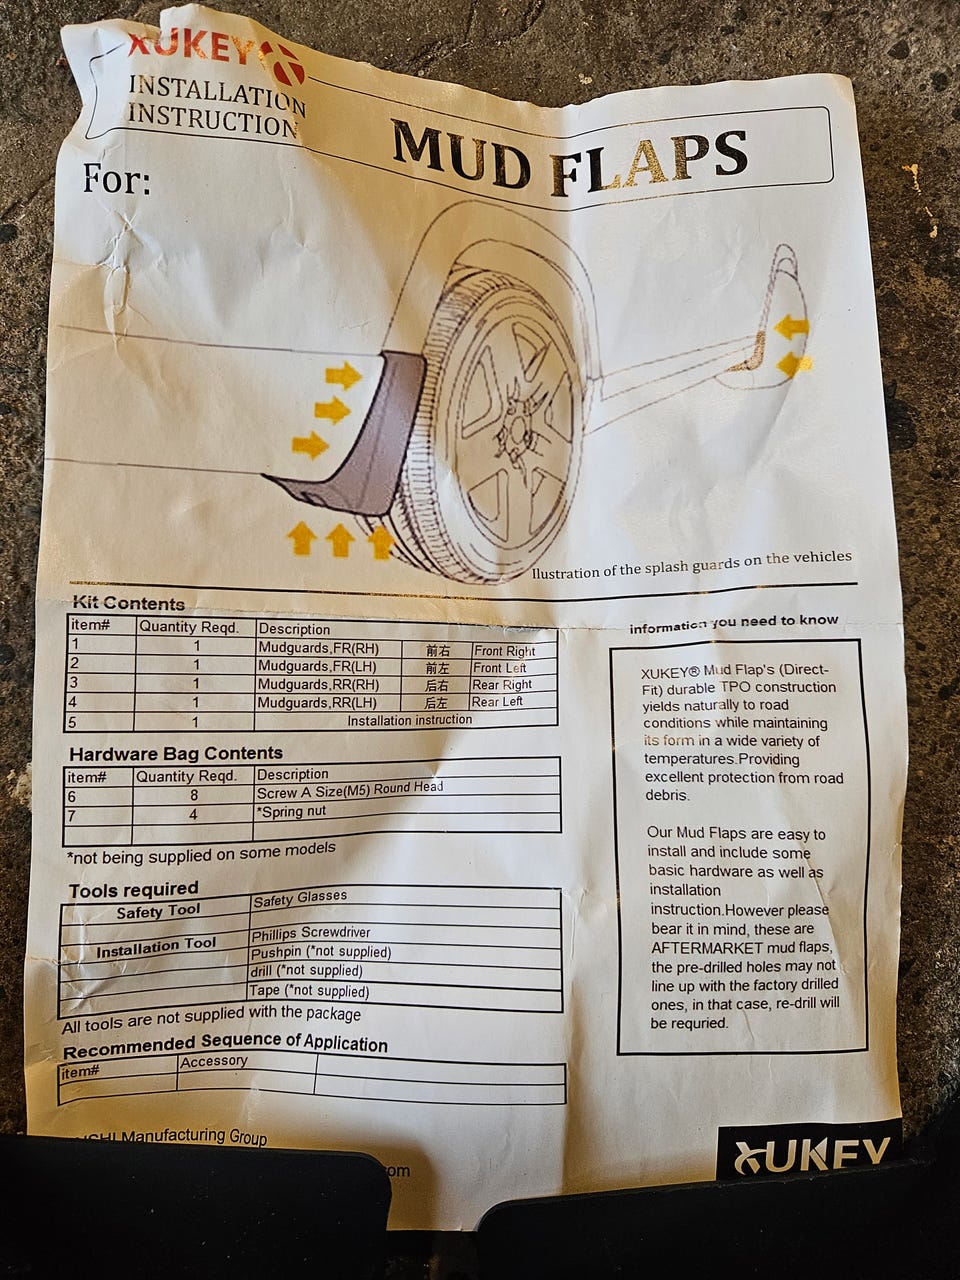 XUKEY
INSTALLATION
INSTRUCTION
MUD FLAPS
For:
Ilustration of the splash guards on the vehicles
Kit Contents
item# Quantity Reqd. Description
1 1 Mudguards,FR(RH) 前右 Front Right
2 1 Mudguards,FR(LH) 前左 Front Left
3 1 Mudguards,RR(RH) 后右 Rear Right
4 1 Mudguards,RR(LH) 后左 Rear Left
5 1 Installation instruction
Hardware Bag Contents
item# Quantity Reqd. Description
6 8 Screw A Size(M5) Round Head
7 4 *Spring nut
*not being supplied on some models
Tools required
Safety Tool Safety Glasses
Installation Tool Phillips Screwdriver
Pushpin (*not supplied)
drill (*not supplied)
Tape (*not supplied)
All tools are not supplied with the package
Recommended Sequence of Application
item# Accessory
Manufacturing Group
com
information you need to know
XUKEY® Mud Flap's (Direct-
Fit) durable TPO construction
yields naturally to road
conditions while maintaining
its form in a wide variety of
temperatures.Providing
excellent protection from road
debris.
Our Mud Flaps are easy to
install and include some
basic hardware as well as
installation
instruction.However please
bear it in mind, these are
AFTERMARKET mud flaps,
the pre-drilled holes may not
line up with the factory drilled
ones, in that case, re-drill will
be requried.
XUKEY